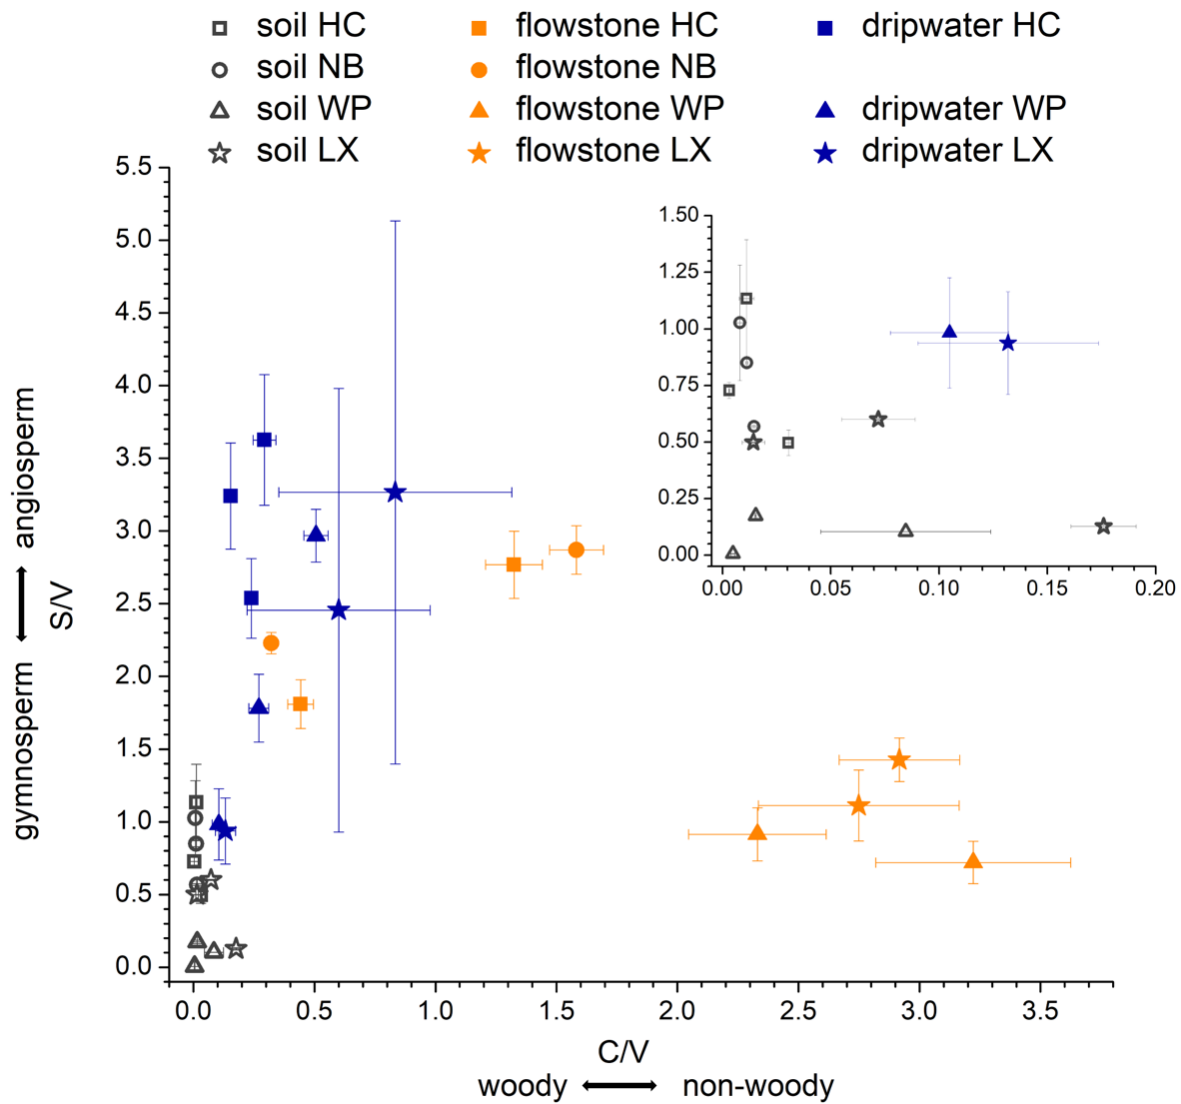 soil HC flowstone HC dripwater HC
soil NB flowstone NB
soil WP flowstone WP dripwater WP
soil LX flowstone LX dripwater LX
5.5
5.0
4.5
4.0
3.5
3.0
2.5
2.0
1.5
1.0
0.5
0.0
gymnosperm angiosperm
S/V
1.50
1.25
1.00
0.75
0.50
0.25
0.00
0.00 0.05 0.10 0.15 0.20
0.0 0.5 1.0 1.5 2.0 2.5 3.0 3.5
C/V
woody non-woody